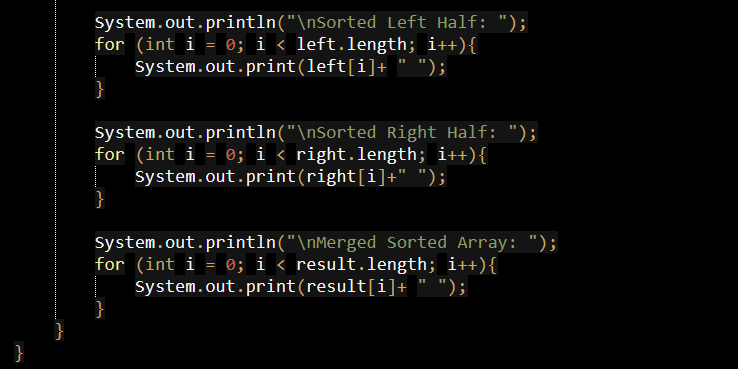 System.out.println("\nSorted Left Half: ");
for (int i = 0; i < left.length; i++){
System.out.print(left[i]+ " ");
}
System.out.println("\nSorted Right Half: ");
for (int i = 0; i < right.length; i++){
System.out.print(right[i]+" ");
}
System.out.println("\nMerged Sorted Array: ");
for (int i = 0; i < result.length; i++){
System.out.print(result[i]+ " ");
}
}
}